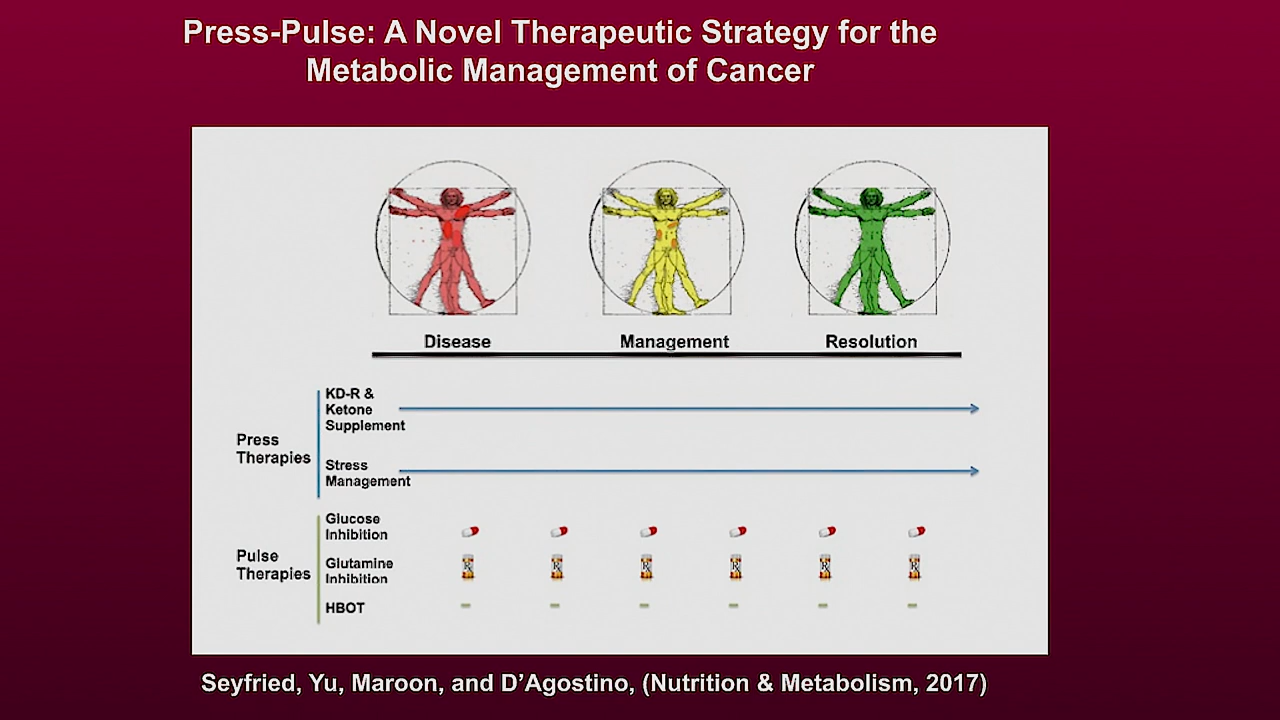 Press-Pulse: A Novel Therapeutic Strategy for the
Metabolic Management of Cancer
Disease
Management
Resolution
Press
Therapies
KD-R &
Ketone
Supplement
Stress
Management
Pulse
Therapies
Glucose
Inhibition
Glutamine
Inhibition
HBOT
Seyfried, Yu, Maroon, and D’Agostino, (Nutrition & Metabolism, 2017)